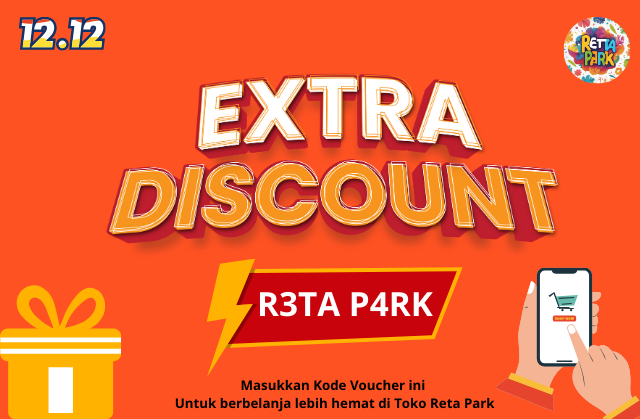 12.12
RETA
PARK
EXTRA
DISCOUNT
R3TA P4RK
Masukkan Kode Voucher ini
Untuk berbelanja lebih hemat di Toko Reta Park